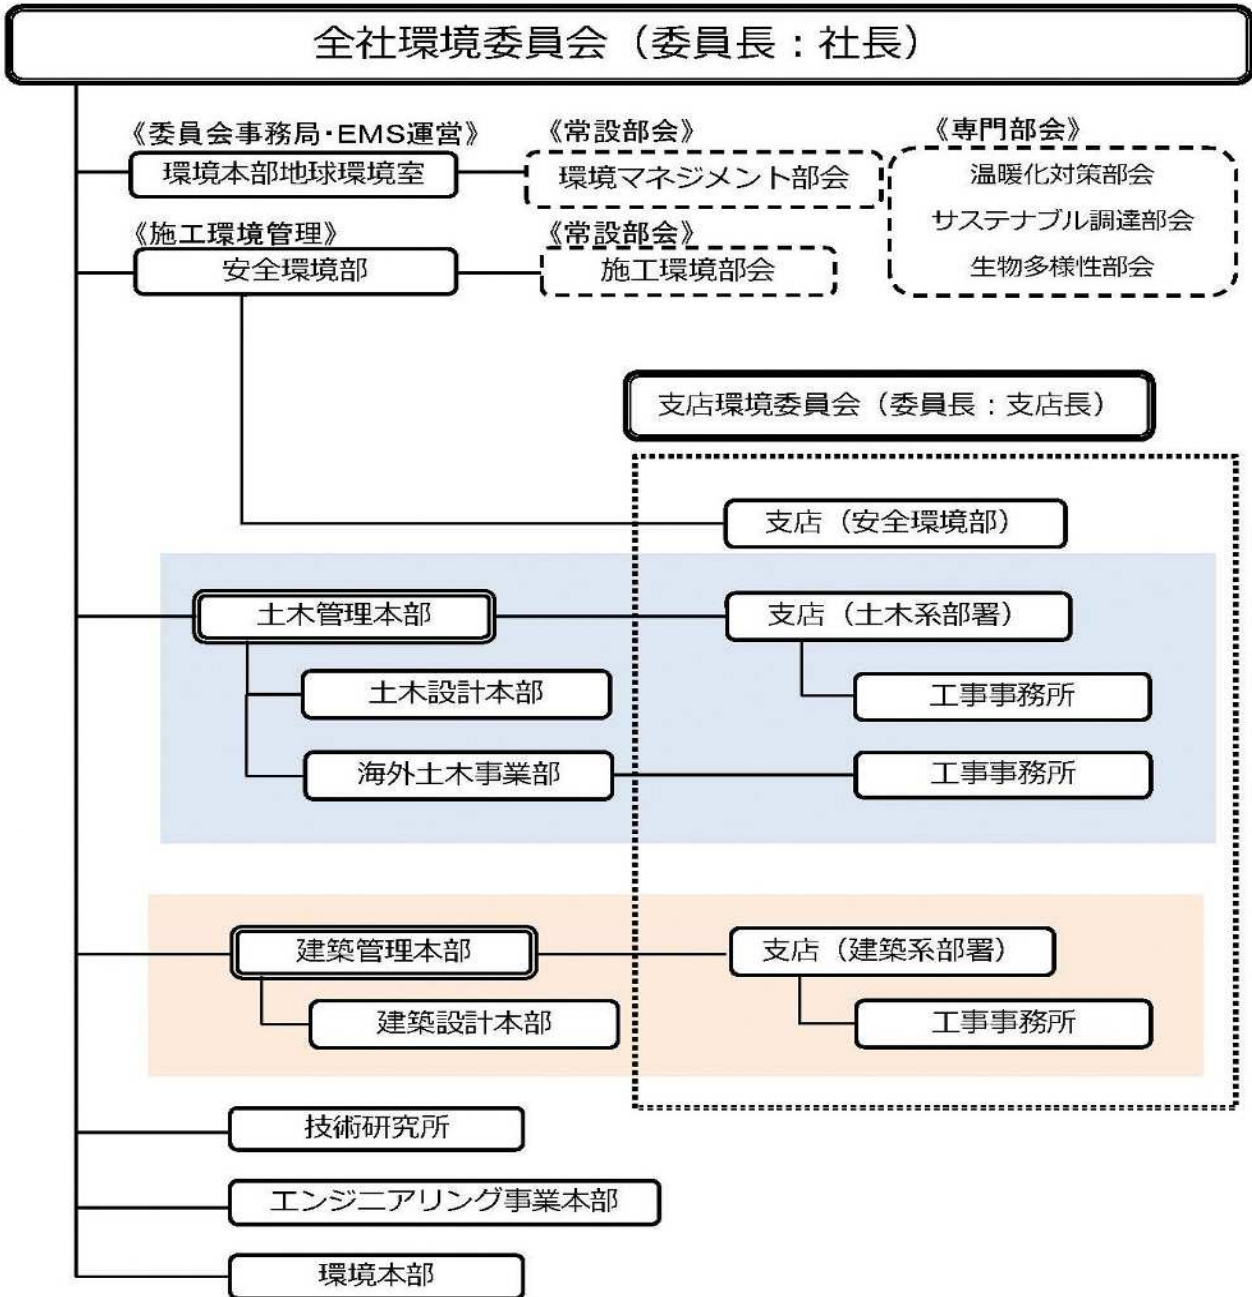 全社環境委員会（委員長：社長）
《委員会事務局・EMS運営》
《常設部会》
《専門部会》
環境本部地球環境室
環境マネジメント部会
温暖化対策部会
サステナブル調達部会
生物多様性部会
《施工環境管理》
《常設部会》
安全環境部
施工環境部会
支店環境委員会（委員長：支店長）
支店（安全環境部）
土木管理本部
支店（土木系部署）
土木設計本部
工事事務所
海外土木事業部
工事事務所
建築管理本部
支店（建築系部署）
建築設計本部
工事事務所
技術研究所
エンジニアリング事業本部
環境本部